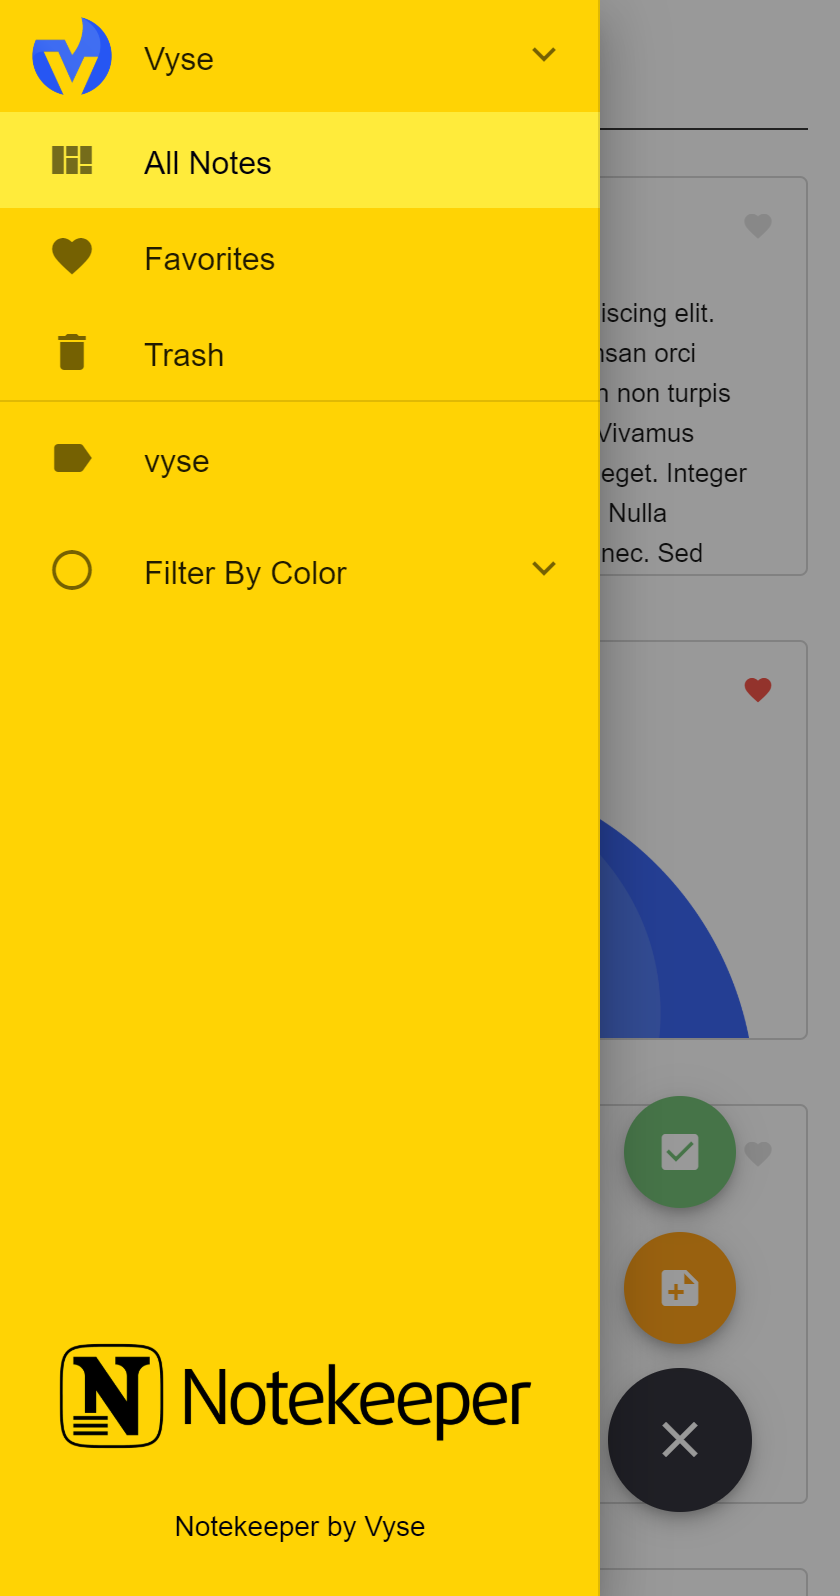 Vyse
All Notes
Favorites
Trash
vyse
Filter By Color
iscing elit.
orci
non turpis
Vivamus
eget. Integer
Nulla
nec. Sed
N Notekeeper
Notekeeper by Vyse